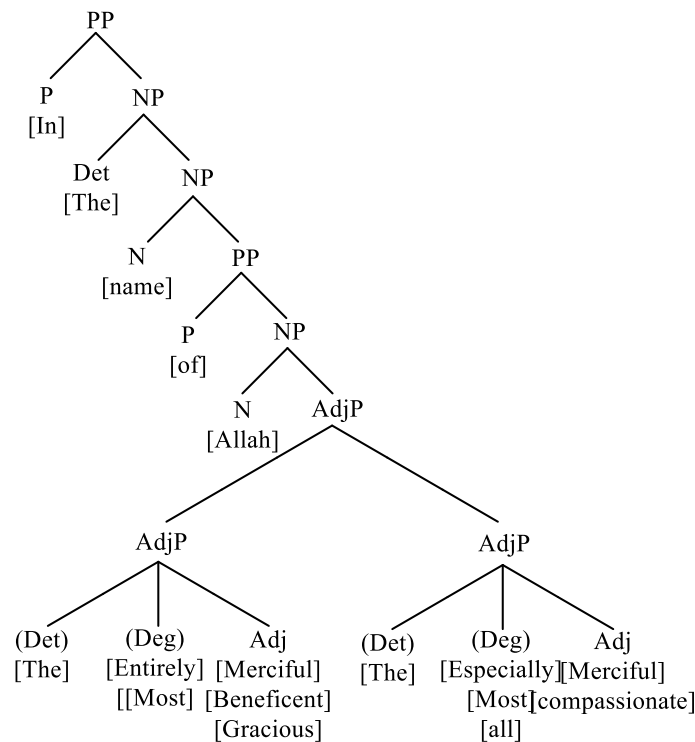 PP
P NP
[In]
Det NP
[The]
N PP
[name]
P NP
[of]
N AdjP
[Allah]
AdjP AdjP
(Det) (Deg) Adj (Det) (Deg) Adj
[The] [Entirely] [Merciful] [The] [Especially] [Merciful]
[[Most] [Beneficent] [Most] [compassionate]
[Gracious] [all]